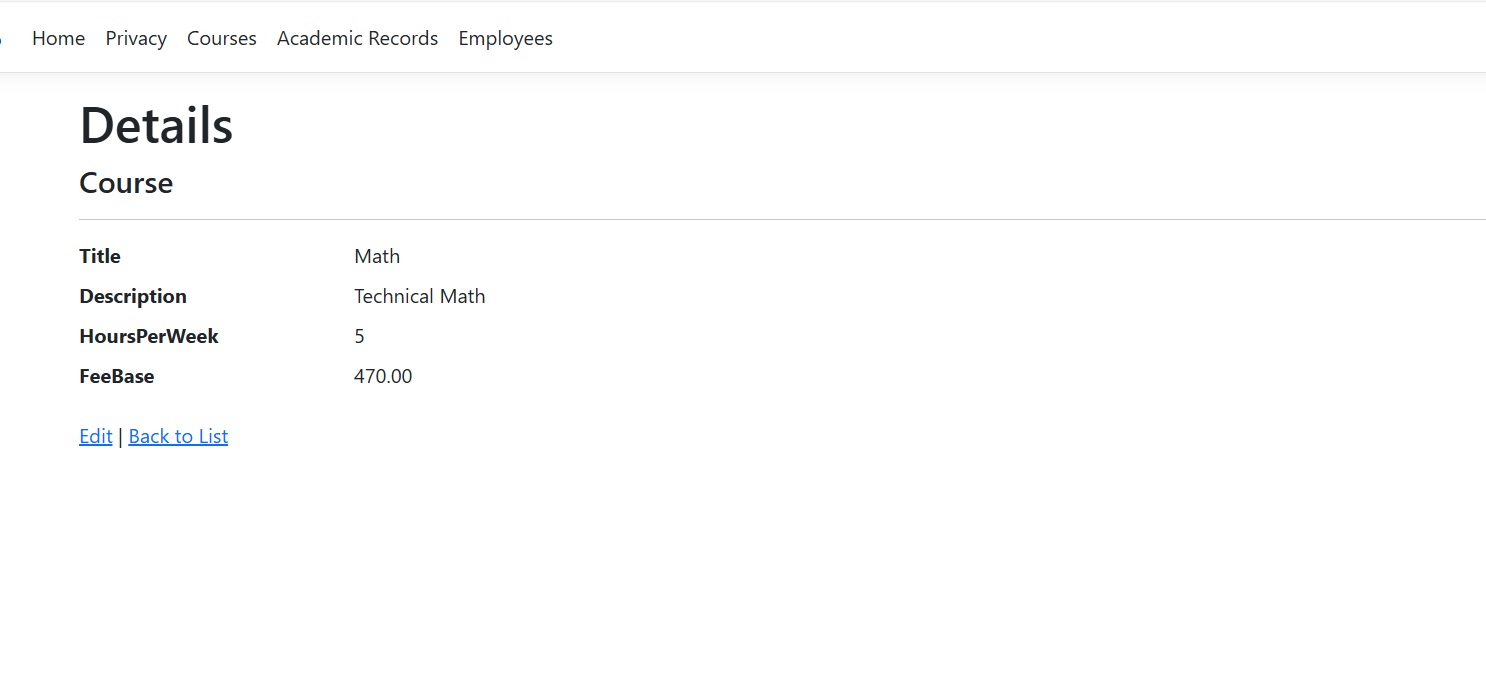 Home Privacy Courses Academic Records Employees
Details
Course
Title Math
Description Technical Math
HoursPerWeek 5
FeeBase 470.00
Edit | Back to List